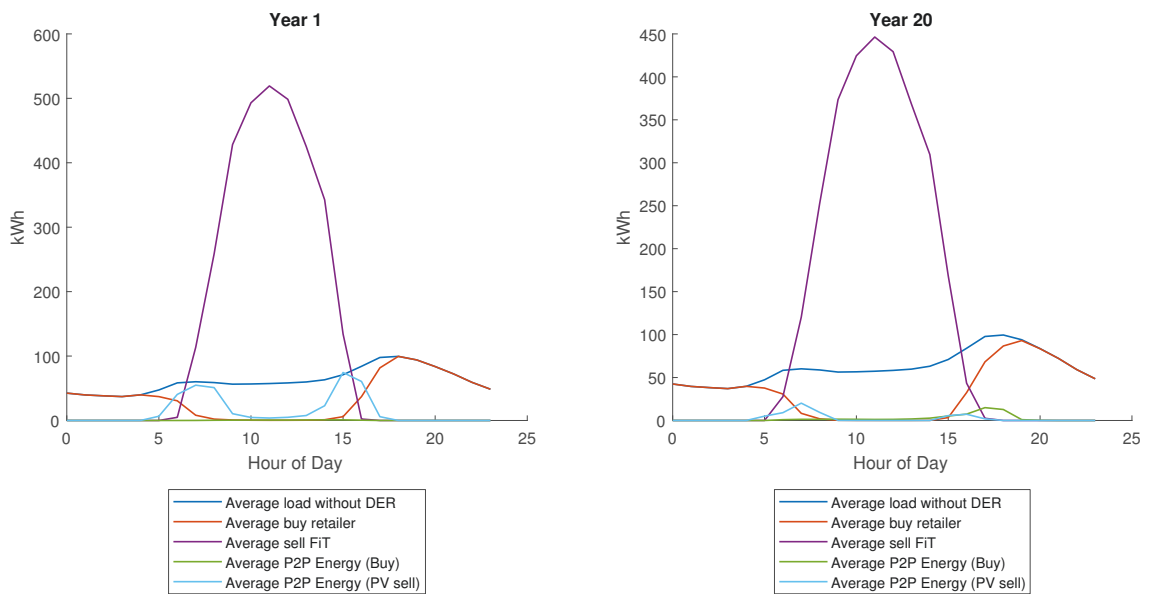 Year 1
600
500
400
300
200
100
0
kWh
0 5 10 15 20 25
Hour of Day
Average load without DER
Average buy retailer
Average sell FiT
Average P2P Energy (Buy)
Average P2P Energy (PV sell)
Year 20
450
400
350
300
250
200
150
100
50
0
kWh
0 5 10 15 20 25
Hour of Day
Average load without DER
Average buy retailer
Average sell FiT
Average P2P Energy (Buy)
Average P2P Energy (PV sell)